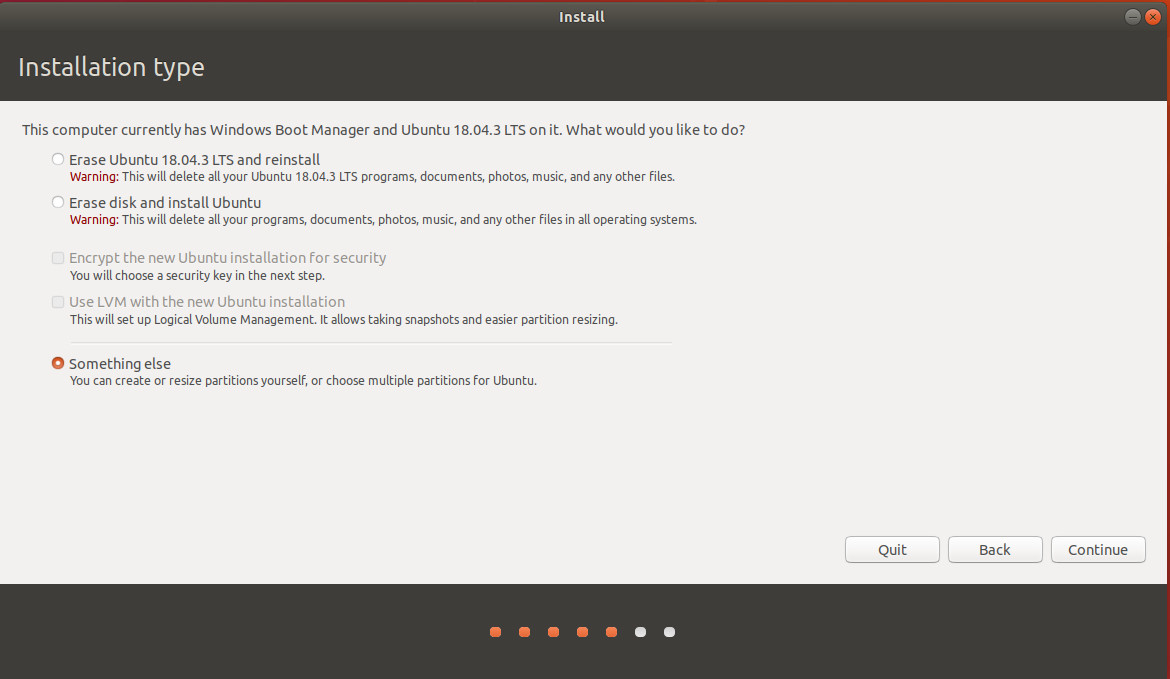 Install
Installation type
This computer currently has Windows Boot Manager and Ubuntu 18.04.3 LTS on it. What would you like to do?
Erase Ubuntu 18.04.3 LTS and reinstall
Warning: This will delete all your Ubuntu 18.04.3 LTS programs, documents, photos, music, and any other files.
Erase disk and install Ubuntu
Warning: This will delete all your programs, documents, photos, music, and any other files in all operating systems.
Encrypt the new Ubuntu installation for security
You will choose a security key in the next step.
Use LVM with the new Ubuntu installation
This will set up Logical Volume Management. It allows taking snapshots and easier partition resizing.
Something else
You can create or resize partitions yourself, or choose multiple partitions for Ubuntu.
Quit Back Continue